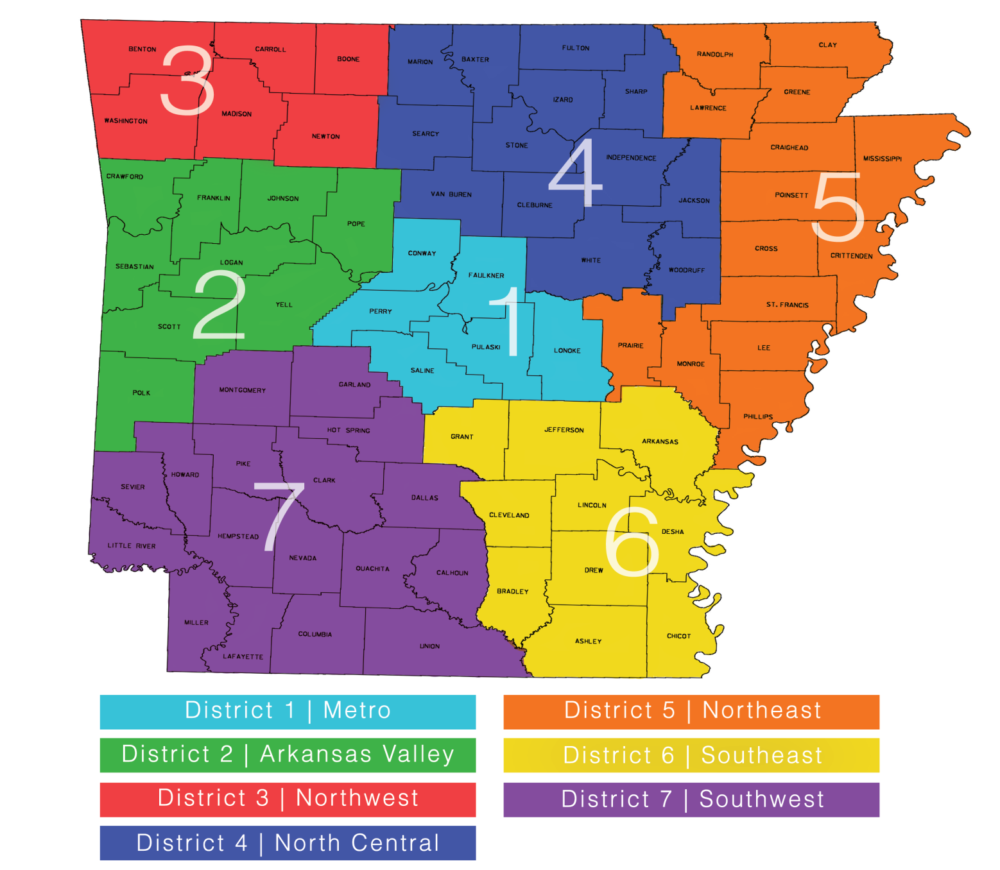 BENTON
CARROLL
BOONE
MARION
BAXTER
FULTON
RANDOLPH
CLAY
3
WASHINGTON
MADISON
NEWTON
SEARCY
STONE
IZARD
SHARP
LAWRENCE
GREENE
CRAIGHEAD
MISSISSIPPI
4
INDEPENDENCE
CRAWFORD
FRANKLIN
JOHNSON
POPE
VAN BUREN
CLEBURNE
JACKSON
POINSETT
5
SEBASTIAN
LOGAN
CONWAY
FAULKNER
WHITE
WOODRUFF
CROSS
CRITTENDEN
2
SCOTT
YELL
PERRY
1
PULASKI
LONOKE
PRAIRIE
MONROE
ST. FRANCIS
LEE
POLK
MONTGOMERY
GARLAND
SALINE
HOT SPRING
GRANT
JEFFERSON
ARKANSAS
PHILLIPS
SEVIER
HOWARD
PIKE
CLARK
DALLAS
CLEVELAND
LINCOLN
DESHA
7
6
LITTLE RIVER
HEMPSTEAD
NEVADA
OUACHITA
CALHOUN
BRADLEY
DREW
MILLER
LAFAYETTE
COLUMBIA
UNION
ASHLEY
CHICOT
District 1 | Metro
District 2 | Arkansas Valley
District 3 | Northwest
District 4 | North Central
District 5 | Northeast
District 6 | Southeast
District 7 | Southwest